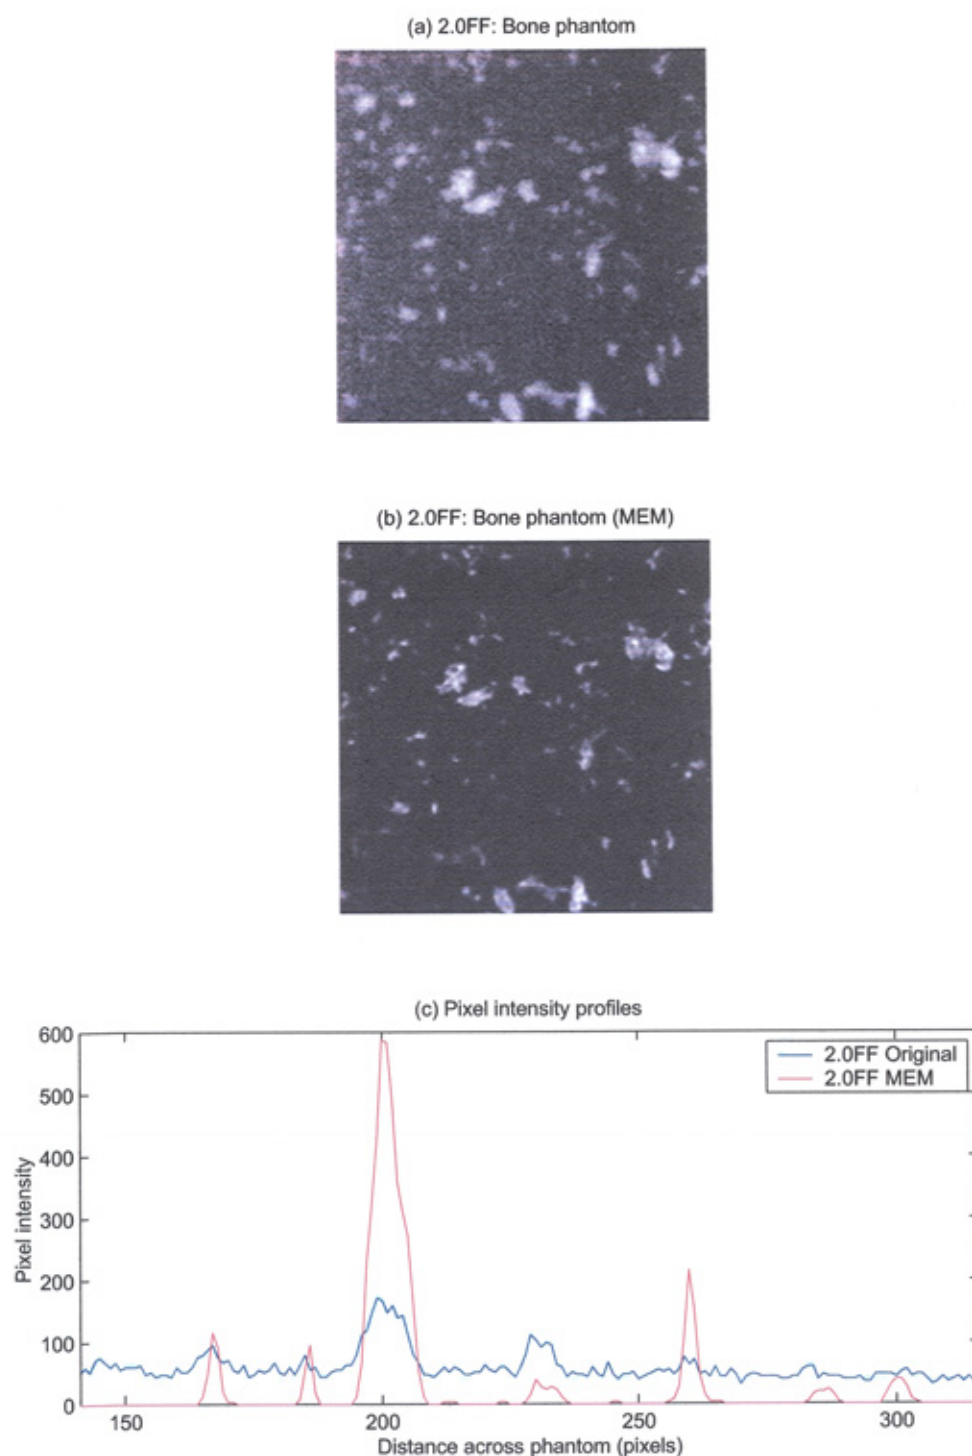 (a) 2.0FF: Bone phantom
(b) 2.0FF: Bone phantom (MEM)
(c) Pixel intensity profiles
600
500
400
300
200
100
0
Pixel intensity
2.0FF Original
2.0FF MEM
150
200
250
300
Distance across phantom (pixels)